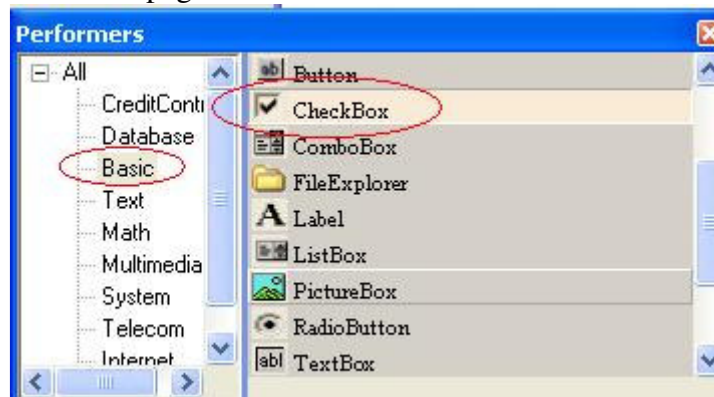 Performers
All
CreditContr
Database
Basic
Text
Math
Multimedia
System
Telecom
Internet
Button
CheckBox
ComboBox
FileExplorer
Label
ListBox
PictureBox
RadioButton
TextBox